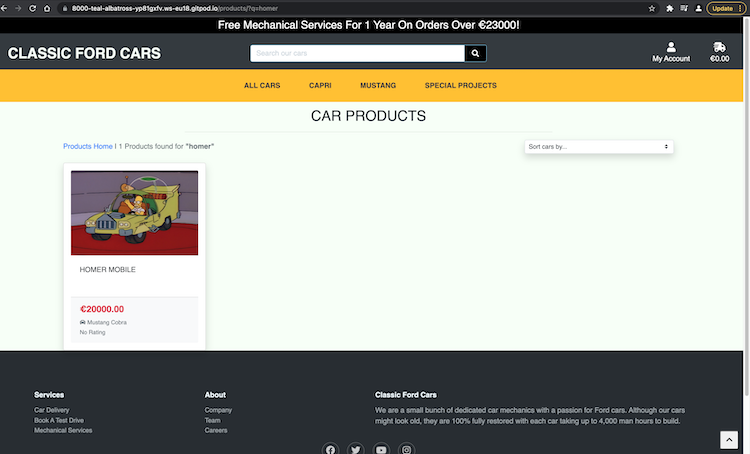 8000-teal-albatross-yp81gxfv.ws-eu18.gitpod.io/products/?q=homer
Update
Free Mechanical Services For 1 Year On Orders Over €23000!
CLASSIC FORD CARS
Search our cars
My Account
€0.00
ALL CARS CAPRI MUSTANG SPECIAL PROJECTS
CAR PRODUCTS
Products Home | 1 Products found for "homer"
Sort cars by...
HOMER MOBILE
€20000.00
Mustang Cobra
No Rating
Services
Car Delivery
Book A Test Drive
Mechanical Services
About
Company
Team
Careers
Classic Ford Cars
We are a small bunch of dedicated car mechanics with a passion for Ford cars. Although our cars
might look old, they are 100% fully restored with each car taking up to 4,000 man hours to build.